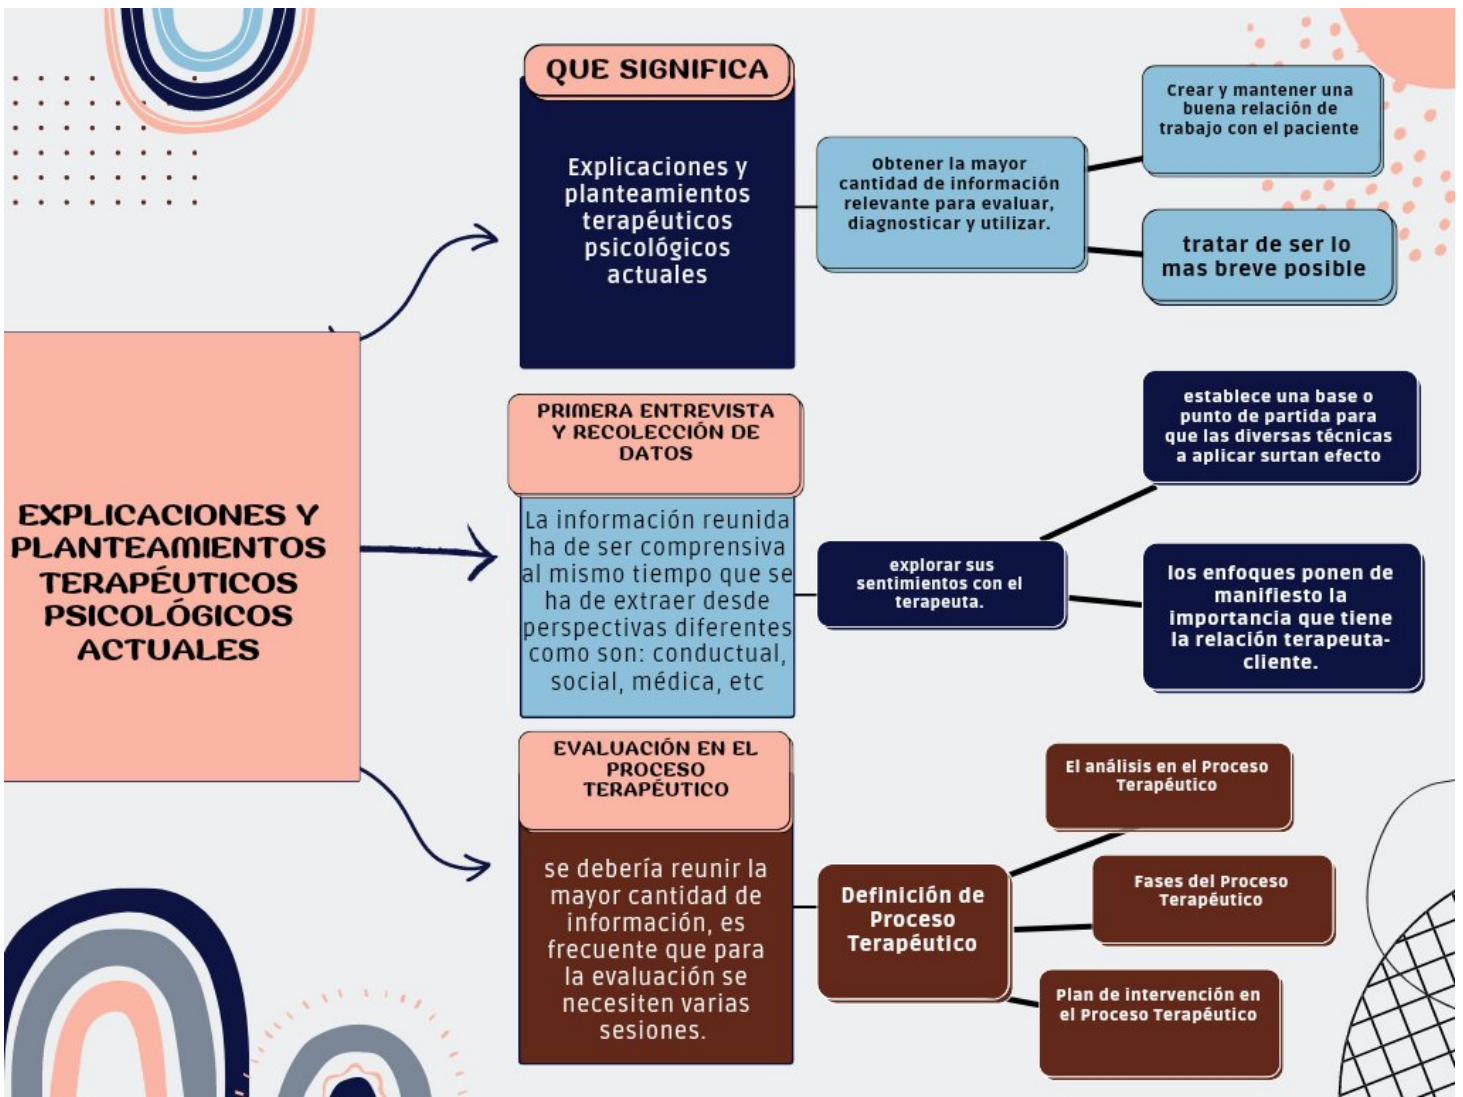 EXPLICACIONES Y
PLANTEAMIENTOS
TERAPÉUTICOS
PSICOLÓGICOS
ACTUALES
QUE SIGNIFICA
Explicaciones y
planteamientos
terapéuticos
psicológicos
actuales
Obtener la mayor
cantidad de información
relevante para evaluar,
diagnosticar y utilizar.
Crear y mantener una
buena relación de
trabajo con el paciente
tratar de ser lo
mas breve posible
PRIMERA ENTREVISTA
Y RECOLECCIÓN DE
DATOS
La información reunida
ha de ser comprensiva
al mismo tiempo que se
ha de extraer desde
perspectivas diferentes
como son: conductual,
social, médica, etc
explorar sus
sentimientos con el
terapeuta.
establece una base o
punto de partida para
que las diversas técnicas
a aplicar surtan efecto
los enfoques ponen de
manifiesto la
importancia que tiene
la relación terapeuta-
cliente.
EVALUACIÓN EN EL
PROCESO
TERAPÉUTICO
se debería reunir la
mayor cantidad de
información, es
frecuente que para
la evaluación se
necesiten varias
sesiones.
Definición de
Proceso
Terapéutico
El análisis en el Proceso
Terapéutico
Fases del Proceso
Terapéutico
Plan de intervención en
el Proceso Terapéutico